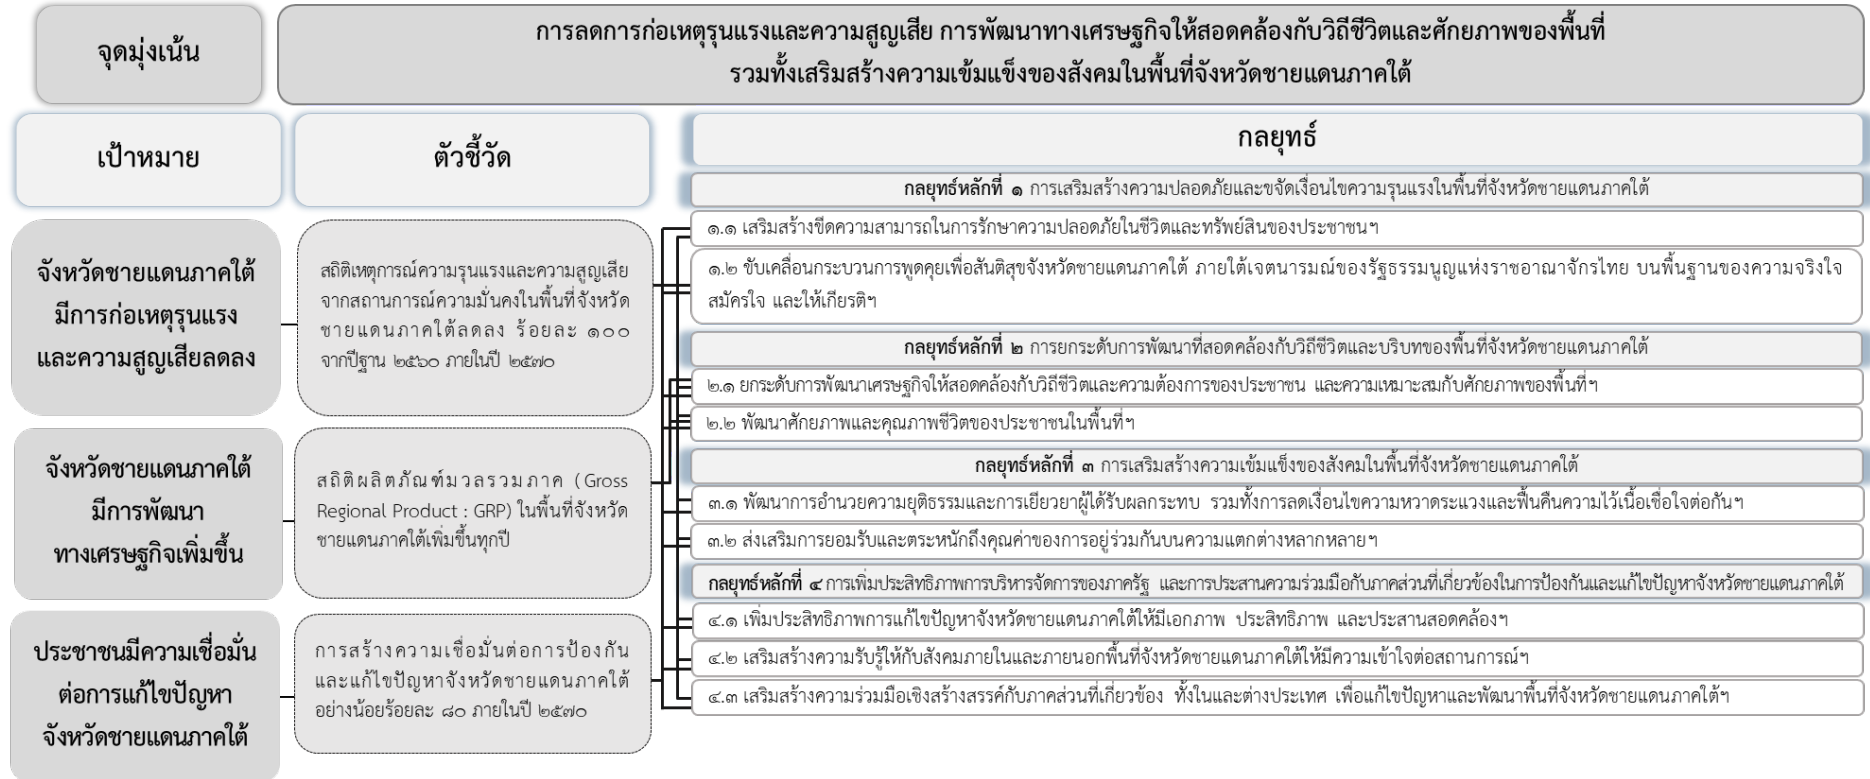 จุดมุ่งเน้น
การลดการก่อเหตุรุนแรงและความสูญเสีย การพัฒนาทางเศรษฐกิจให้สอดคล้องกับวิถีชีวิตและศักยภาพของพื้นที่
รวมทั้งเสริมสร้างความเข้มแข็งของสังคมในพื้นที่จังหวัดชายแดนภาคใต้
เป้าหมาย
ตัวชี้วัด
กลยุทธ์
จังหวัดชายแดนภาคใต้
มีการก่อเหตุรุนแรง
และความสูญเสียลดลง
สถิติเหตุการณ์ความรุนแรงและความสูญเสีย
จากสถานการณ์ความมั่นคงในพื้นที่จังหวัด
ชายแดนภาคใต้ลดลง ร้อยละ ๑๐๐
จากปีฐาน ๒๕๖๐ ภายในปี ๒๕๗๐
จังหวัดชายแดนภาคใต้
มีการพัฒนา
ทางเศรษฐกิจเพิ่มขึ้น
สถิติผลิตภัณฑ์มวลรวมภาค (Gross
Regional Product : GRP) ในพื้นที่จังหวัด
ชายแดนภาคใต้เพิ่มขึ้นทุกปี
ประชาชนมีความเชื่อมั่น
ต่อการแก้ไขปัญหา
จังหวัดชายแดนภาคใต้
การสร้างความเชื่อมั่นต่อการป้องกัน
และแก้ไขปัญหาจังหวัดชายแดนภาคใต้
อย่างน้อยร้อยละ ๘๐ ภายในปี ๒๕๗๐
กลยุทธ์หลักที่ ๑ การเสริมสร้างความปลอดภัยและขจัดเงื่อนไขความรุนแรงในพื้นที่จังหวัดชายแดนภาคใต้
๑.๑ เสริมสร้างขีดความสามารถในการรักษาความปลอดภัยในชีวิตและทรัพย์สินของประชาชนฯ
๑.๒ ขับเคลื่อนกระบวนการพูดคุยเพื่อสันติสุขจังหวัดชายแดนภาคใต้ ภายใต้เจตนารมณ์ของรัฐธรรมนูญแห่งราชอาณาจักรไทย บนพื้นฐานของความจริงใจ
สมัครใจ และให้เกียรติฯ
กลยุทธ์หลักที่ ๒ การยกระดับการพัฒนาที่สอดคล้องกับวิถีชีวิตและบริบทของพื้นที่จังหวัดชายแดนภาคใต้
๒.๑ ยกระดับการพัฒนาเศรษฐกิจให้สอดคล้องกับวิถีชีวิตและความต้องการของประชาชน และความเหมาะสมกับศักยภาพของพื้นที่ฯ
๒.๒ พัฒนาศักยภาพและคุณภาพชีวิตของประชาชนในพื้นที่ฯ
กลยุทธ์หลักที่ ๓ การเสริมสร้างความเข้มแข็งของสังคมในพื้นที่จังหวัดชายแดนภาคใต้
๓.๑ พัฒนาการอำนวยความยุติธรรมและการเยียวยาผู้ได้รับผลกระทบ รวมทั้งการลดเงื่อนไขความหวาดระแวงและฟื้นคืนความไว้เนื้อเชื่อใจต่อกันฯ
๓.๒ ส่งเสริมการยอมรับและตระหนักถึงคุณค่าของการอยู่ร่วมกันบนความแตกต่างหลากหลายฯ
กลยุทธ์หลักที่ ๔ การเพิ่มประสิทธิภาพการบริหารจัดการของภาครัฐ และการประสานความร่วมมือกับภาคส่วนที่เกี่ยวข้องในการป้องกันและแก้ไขปัญหาจังหวัดชายแดนภาคใต้
๔.๑ เพิ่มประสิทธิภาพการแก้ไขปัญหาจังหวัดชายแดนภาคใต้ให้มีเอกภาพ ประสิทธิภาพ และประสานสอดคล้องฯ
๔.๒ เสริมสร้างความรับรู้ให้กับสังคมภายในและภายนอกพื้นที่จังหวัดชายแดนภาคใต้ให้มีความเข้าใจต่อสถานการณ์ฯ
๔.๓ เสริมสร้างความร่วมมือเชิงสร้างสรรค์กับภาคส่วนที่เกี่ยวข้อง ทั้งในและต่างประเทศ เพื่อแก้ไขปัญหาและพัฒนาพื้นที่จังหวัดชายแดนภาคใต้ฯ